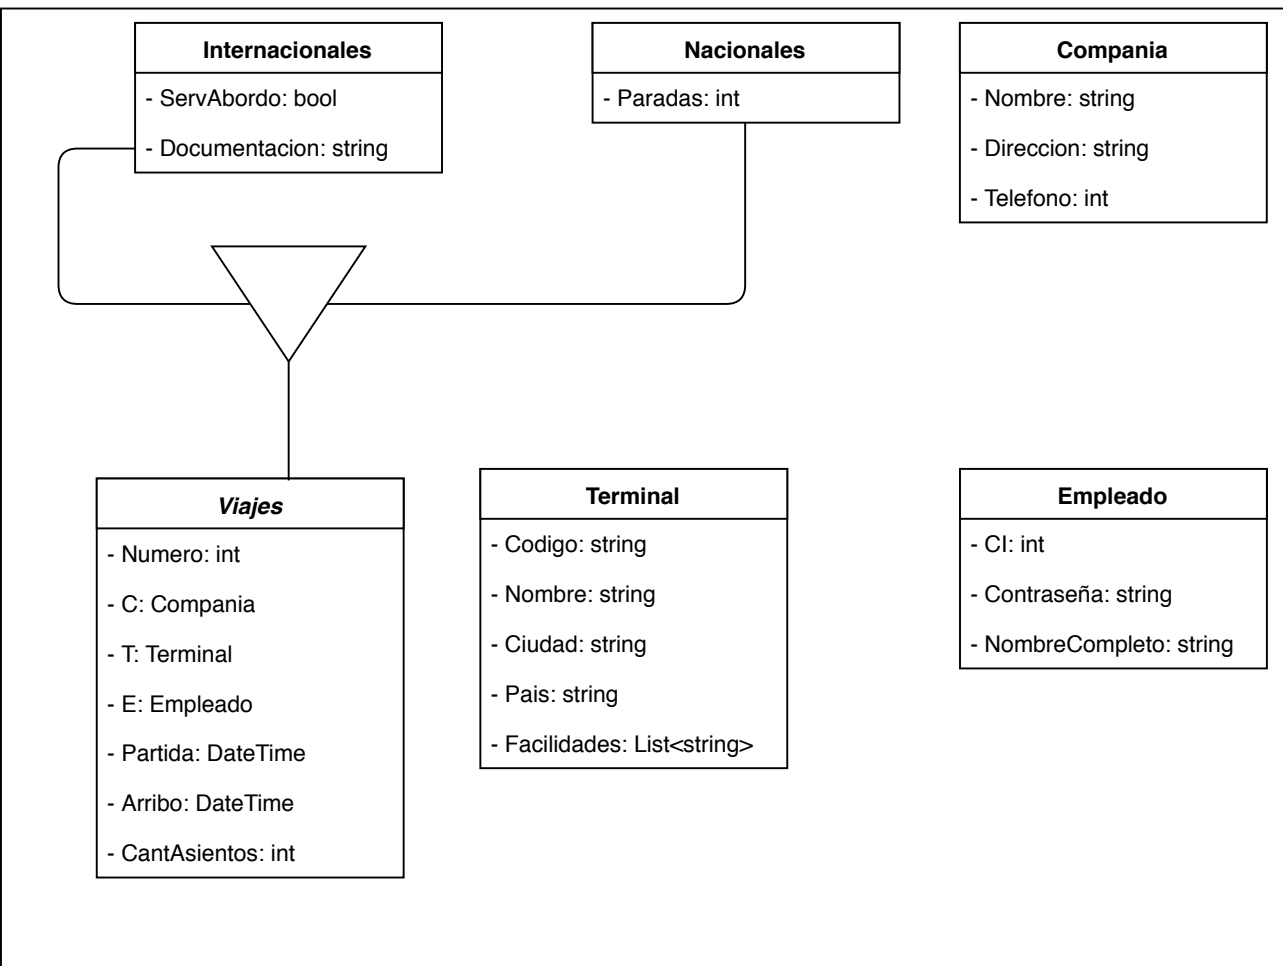 Internacionales
- ServAbordo: bool
- Documentacion: string
Nacionales
- Paradas: int
Compania
- Nombre: string
- Direccion: string
- Telefono: int
Viajes
- Numero: int
- C: Compania
- T: Terminal
- E: Empleado
- Partida: DateTime
- Arribo: DateTime
- CantAsientos: int
Terminal
- Codigo: string
- Nombre: string
- Ciudad: string
- Pais: string
- Facilidades: List<string>
Empleado
- CI: int
- Contraseña: string
- NombreCompleto: string